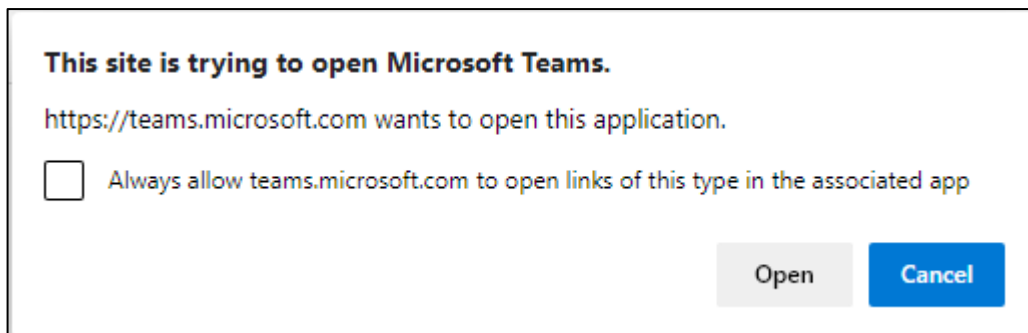 This site is trying to open Microsoft Teams.
https://teams.microsoft.com wants to open this application.
Always allow teams.microsoft.com to open links of this type in the associated app
Open
Cancel